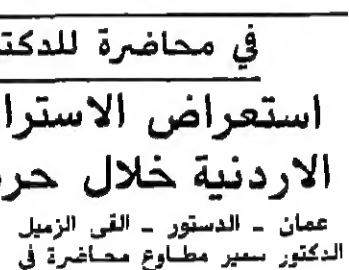 في محاضرة للدكت
استعراض الاسترا
الاردنية خلال حر
عمان ـ الدستور ـ القى الزميل
الدكتور سمير مطاوع محاضرة في